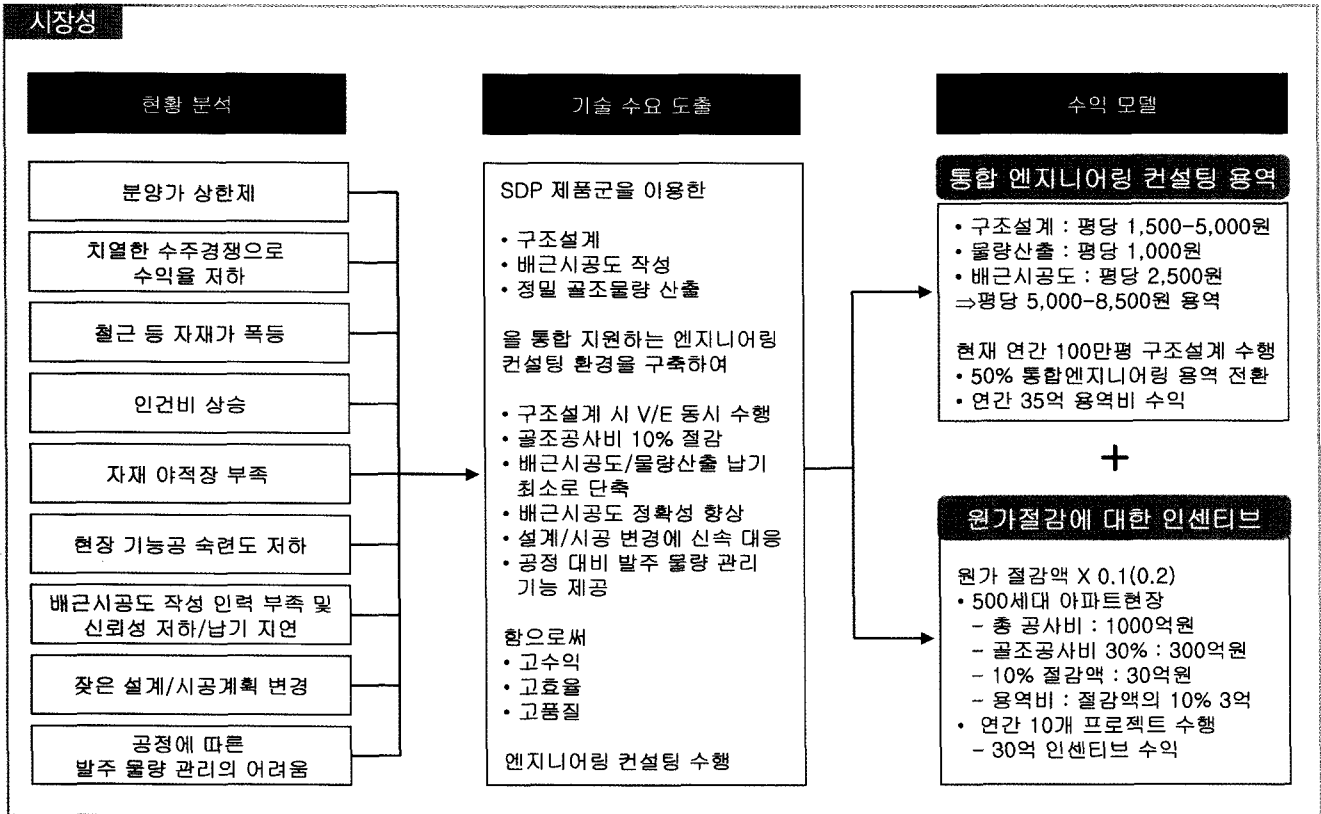 시장성
현황 분석
분양가 상한제
치열한 수주경쟁으로
수익율 저하
철근 등 자재가 폭등
인건비 상승
자재 야적장 부족
현장 기능공 숙련도 저하
배근시공도 작성 인력 부족 및
신뢰성 저하/납기 지연
잦은 설계/시공계획 변경
공정에 따른
발주 물량 관리의 어려움
기술 수요 도출
SDP 제품군을 이용한
• 구조설계
• 배근시공도 작성
• 정밀 골조물량 산출
을 통합 지원하는 엔지니어링
컨설팅 환경을 구축하여
• 구조설계 시 V/E 동시 수행
• 골조공사비 10% 절감
• 배근시공도/물량산출 납기
최소로 단축
• 배근시공도 정확성 향상
• 설계/시공 변경에 신속 대응
• 공정 대비 발주 물량 관리
기능 제공
함으로써
• 고수익
• 고효율
• 고품질
엔지니어링 컨설팅 수행
수익 모델
통합 엔지니어링 컨설팅 용역
• 구조설계 : 평당 1,500-5,000원
• 물량산출 : 평당 1,000원
• 배근시공도 : 평당 2,500원
⇒평당 5,000-8,500원 용역
현재 연간 100만평 구조설계 수행
• 50% 통합엔지니어링 용역 전환
• 연간 35억 용역비 수익
+
원가절감에 대한 인센티브
원가 절감액 X 0.1(0.2)
• 500세대 아파트현장
– 총 공사비 : 1000억원
– 골조공사비 30% : 300억원
– 10% 절감액 : 30억원
– 용역비 : 절감액의 10% 3억
• 연간 10개 프로젝트 수행
– 30억 인센티브 수익